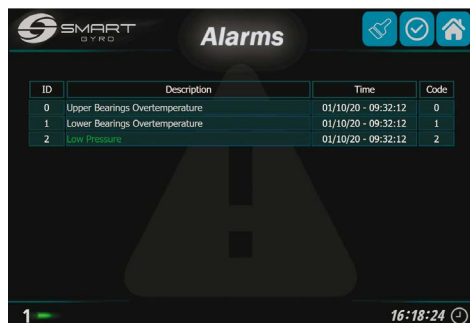 SMART
GYRO
Alarms
ID Description Time Code
0 Upper Bearings Overtemperature 01/10/20 - 09:32:12 0
1 Lower Bearings Overtemperature 01/10/20 - 09:32:12 1
2 Low Pressure 01/10/20 - 09:32:12 2
1
16:18:24